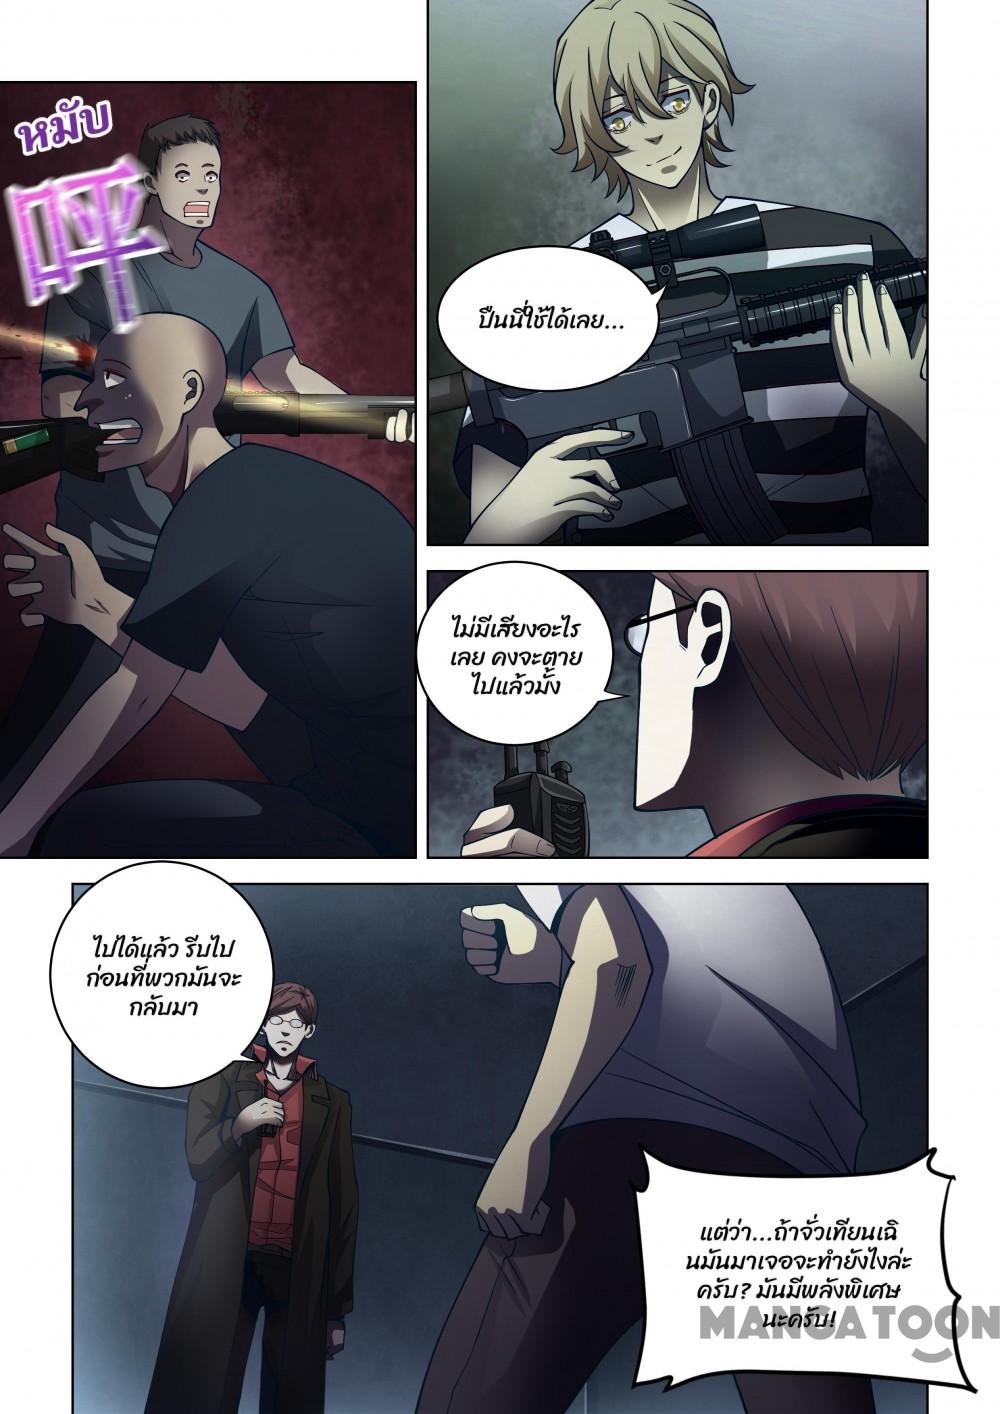 หมับ
呯
ปืนนี่ใช้ได้เลย...
ไม่มีเสียงอะไร
เลย คงจะตาย
ไปแล้วมั้ง
ไปได้แล้ว รีบไป
ก่อนที่พวกมันจะ
กลับมา
แต่ว่า...ถ้าจั่วเทียนเฉิ
นมันมาเจอจะทำยังไงล่ะ
ครับ? มันมีพลังพิเศษ
นะครับ!
MANGATOON